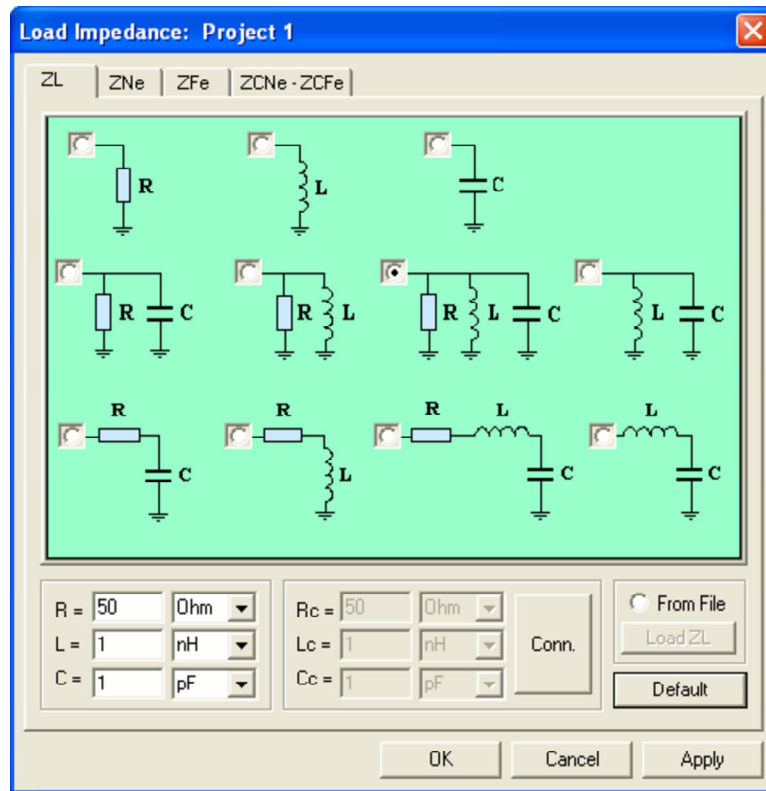 Load Impedance: Project 1
ZL ZNe ZFe ZCNe - ZCFe
R L C
R C R L R L C L C
R R R L L
C L C C
R = 50 Ohm Rc = 50 Ohm From File
L = 1 nH Lc = 1 nH Conn. Load ZL
C = 1 pF Cc = 1 pF Default
OK Cancel Apply